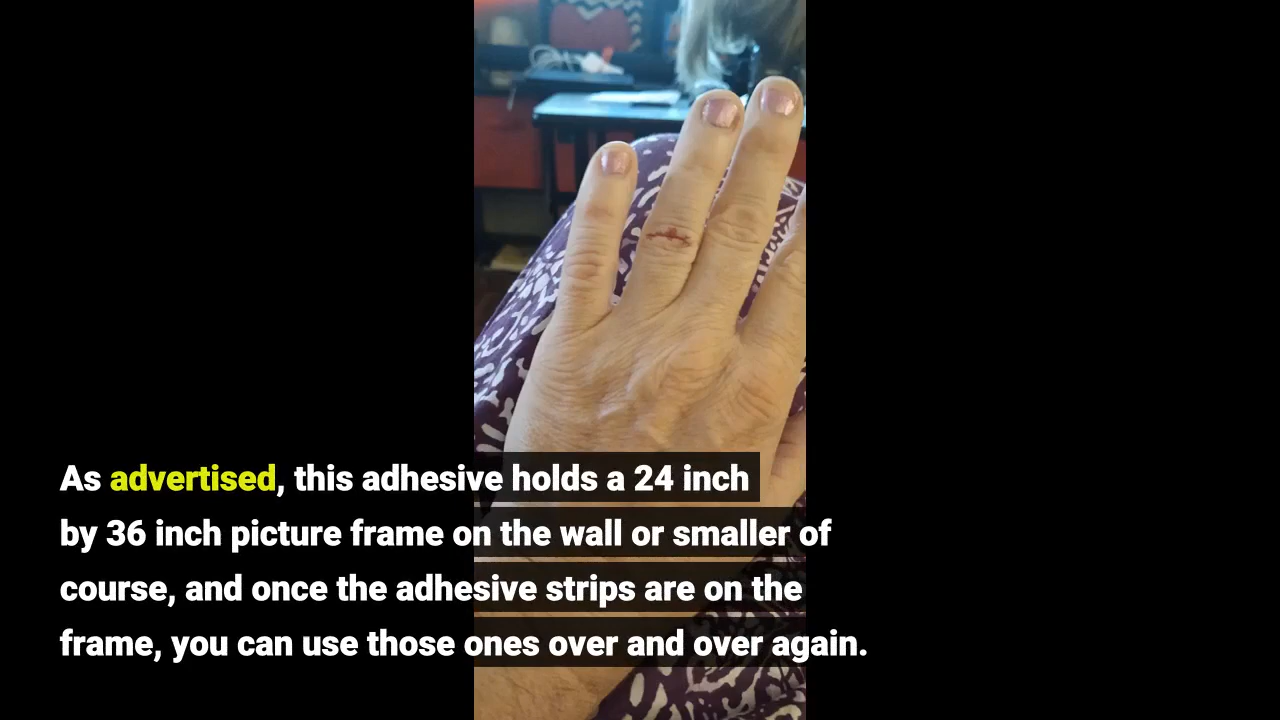 As advertised, this adhesive holds a 24 inch
by 36 inch picture frame on the wall or smaller of
course, and once the adhesive strips are on the
frame, you can use those ones over and over again.